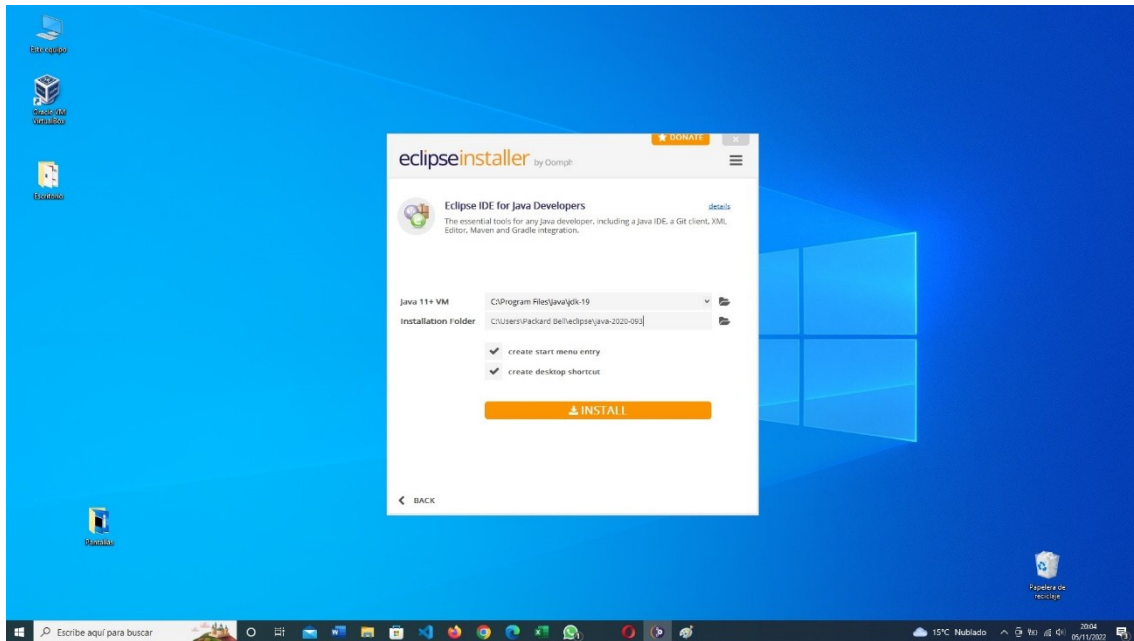 Este equipo
Oracle VM
VirtualBox
Escritorio
DONATE
eclipseinstaller by Oomph
Eclipse IDE for Java Developers
details
The essential tools for any Java developer, including a Java IDE, a Git client, XML
Editor, Maven and Gradle integration.
Java 11+ VM
C:\Program Files\Java\jdk-19
Installation Folder
C:\Users\Packard Bell\eclipse\java-2020-093
create start menu entry
create desktop shortcut
INSTALL
BACK
Pantallas
Papelera de
reciclaje
Escribe aquí para buscar
15°C Nublado
20:04
05/11/2022